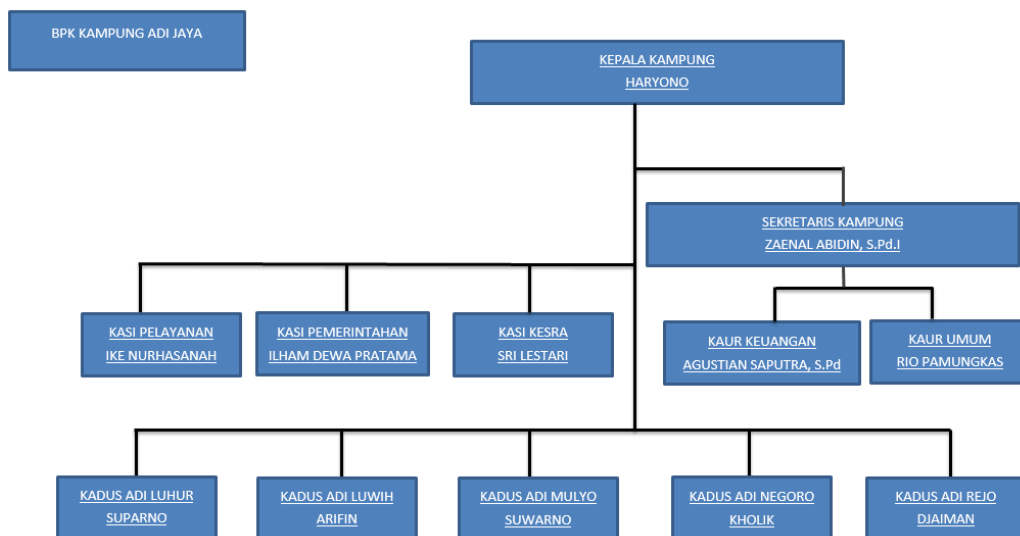 BPK KAMPUNG ADI JAYA
KEPALA KAMPUNG
HARYONO
SEKRETARIS KAMPUNG
ZAENAL ABIDIN, S.Pd.I
KASI PELAYANAN
IKE NURHASANAH
KASI PEMERINTAHAN
ILHAM DEWA PRATAMA
KASI KESRA
SRI LESTARI
KAUR KEUANGAN
AGUSTIAN SAPUTRA, S.Pd
KAUR UMUM
RIO PAMUNGKAS
KADUS ADI LUHUR
SUPARNO
KADUS ADI LUWIH
ARIFIN
KADUS ADI MULYO
SUWARNO
KADUS ADI NEGORO
KHOLIK
KADUS ADI REJO
DJAIMAN